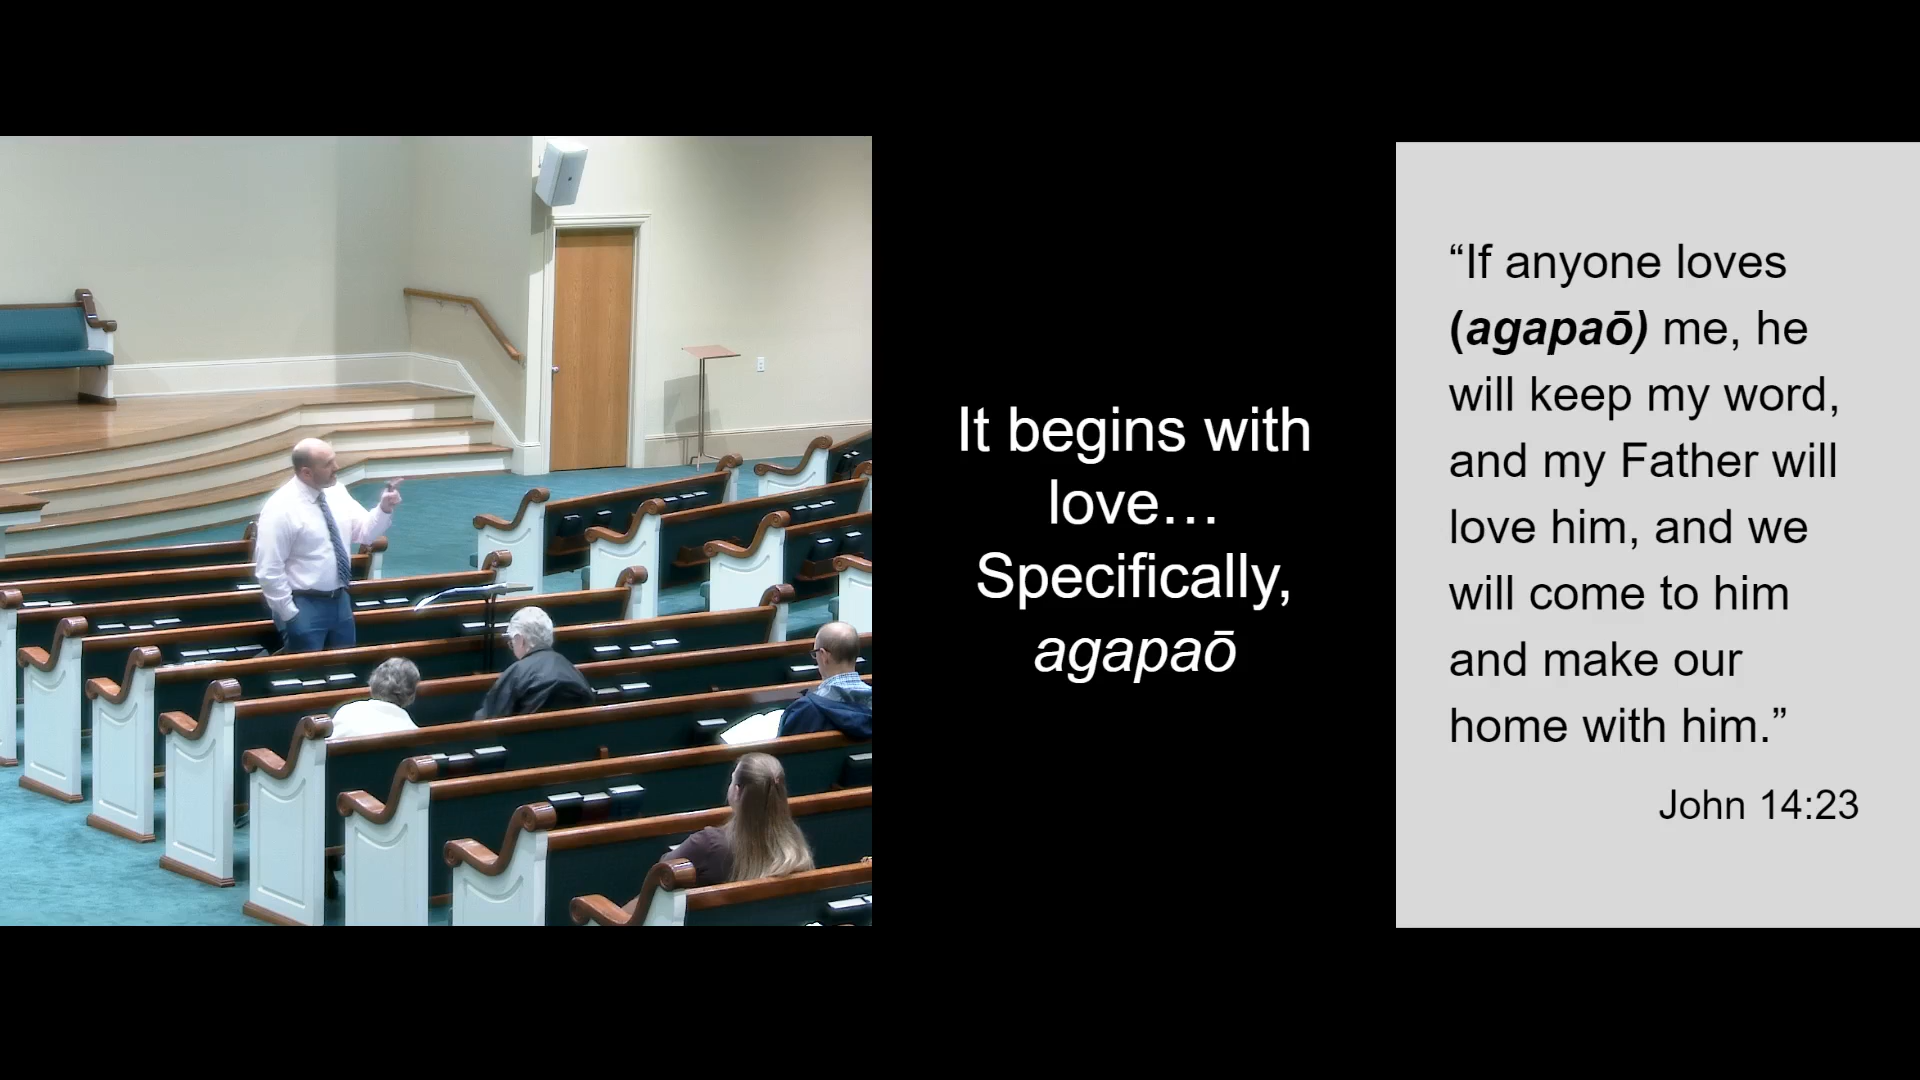 It begins with
love…
Specifically,
agapaō
“If anyone loves
(agapaō) me, he
will keep my word,
and my Father will
love him, and we
will come to him
and make our
home with him.”
John 14:23